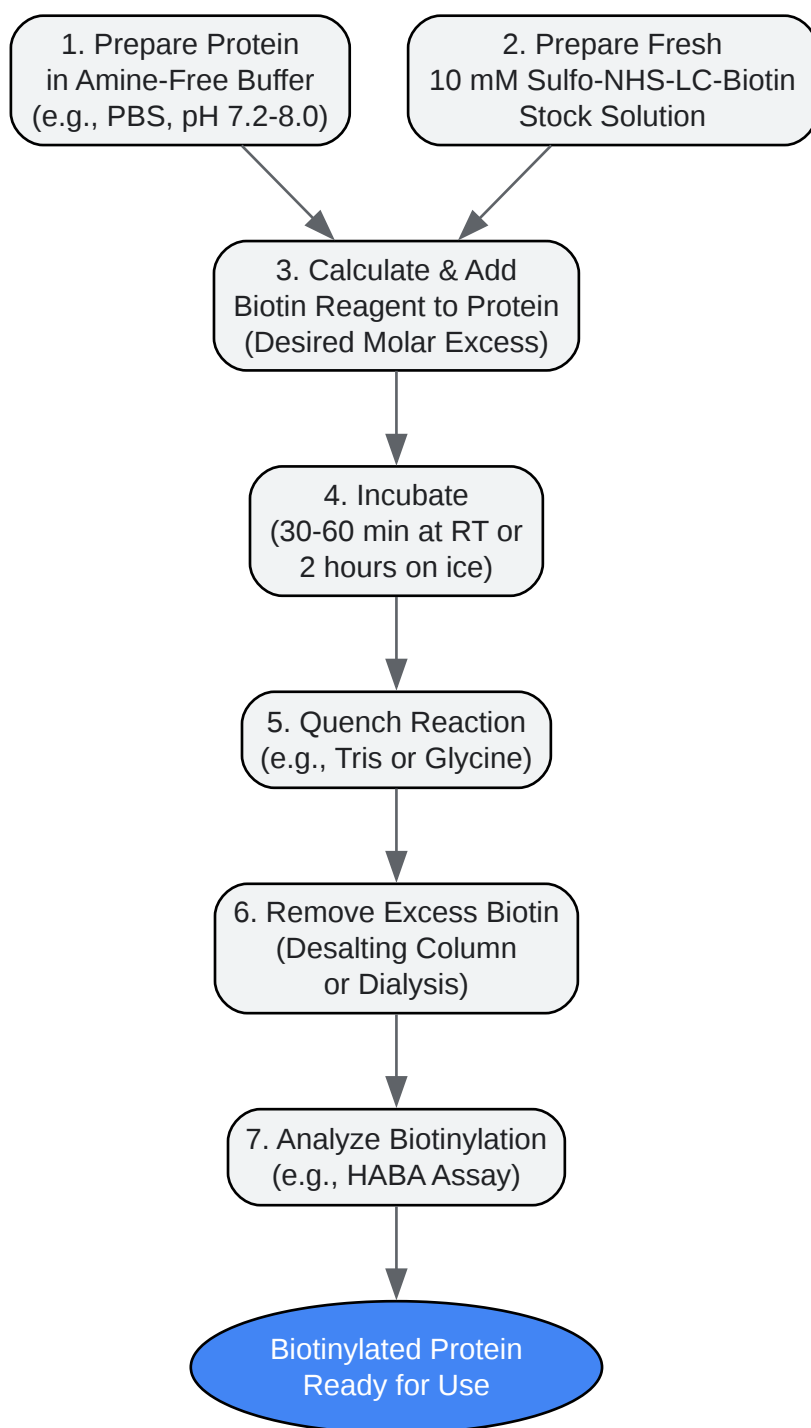 1. Prepare Protein
in Amine-Free Buffer
(e.g., PBS, pH 7.2-8.0)
2. Prepare Fresh
10 mM Sulfo-NHS-LC-Biotin
Stock Solution
3. Calculate & Add
Biotin Reagent to Protein
(Desired Molar Excess)
4. Incubate
(30-60 min at RT or
2 hours on ice)
5. Quench Reaction
(e.g., Tris or Glycine)
6. Remove Excess Biotin
(Desalting Column
or Dialysis)
7. Analyze Biotinylation
(e.g., HABA Assay)
Biotinylated Protein
Ready for Use